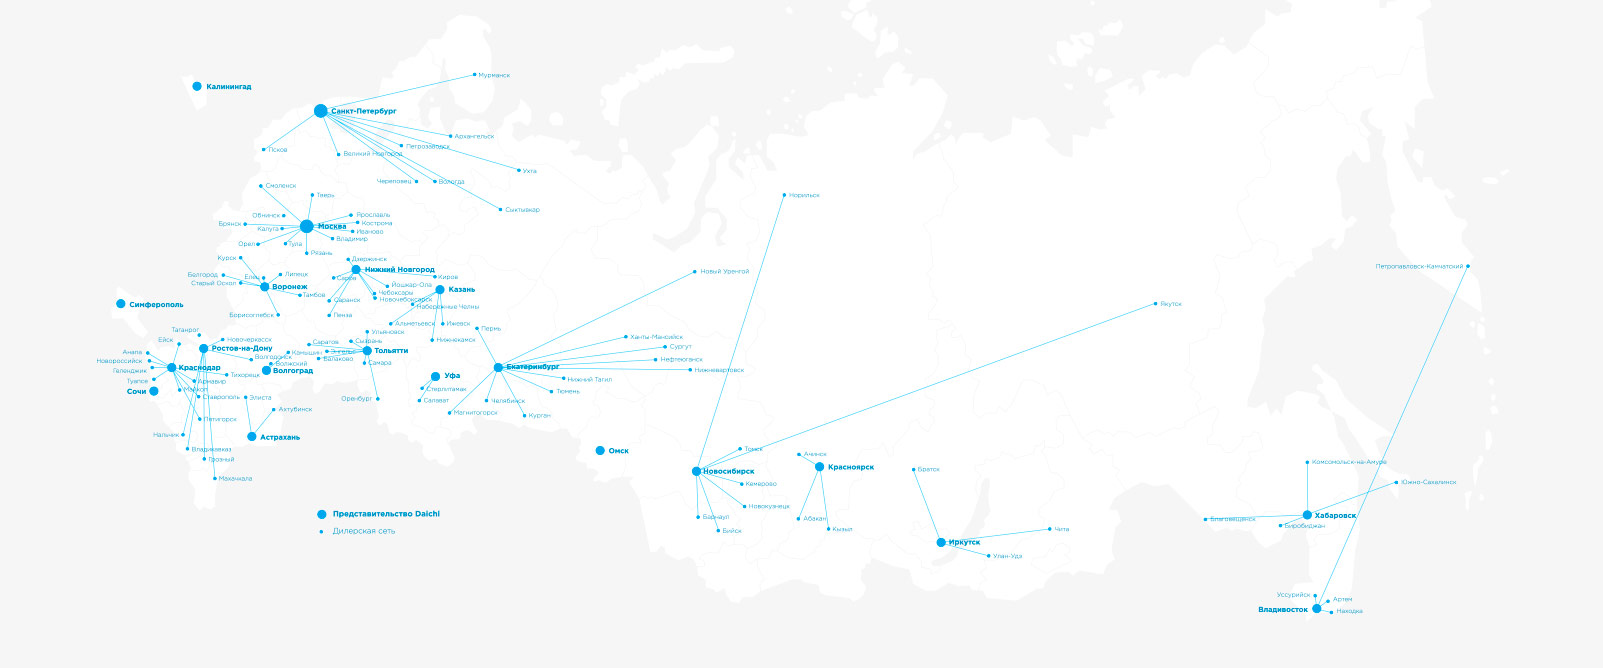 Мурманск
Калининград
Санкт-Петербург
Архангельск
Петрозаводск
Псков
Великий Новгород
Ухта
Череповец
Вологда
Смоленск
Тверь
Норильск
Сыктывкар
Обнинск
Ярославль
Брянск
Кострома
Калуга
Москва
Иваново
Владимир
Орел
Тула
Рязань
Курск
Дзержинск
Нижний Новгород
Петропавловск-Камчатский
Белгород
Елец
Липецк
Саров
Киров
Новый Уренгой
Старый Оскол
Воронеж
Йошкар-Ола
Казань
Тамбов
Чебоксары
Саранск
Новочебоксарск
Симферополь
Набережные Челны
Якутск
Борисоглебск
Пенза
Альметьевск
Ижевск
Таганрог
Ульяновск
Пермь
Ейск
Новочеркасск
Саратов
Сызрань
Нижнекамск
Ханты-Мансийск
Анапа
Ростов-на-Дону
Камышин
Энгельс
Тольятти
Сургут
Новороссийск
Волгодонск
Балаково
Нефтеюганск
Геленджик
Краснодар
Волжский
Самара
Екатеринбург
Нижневартовск
Туапсе
Армавир
Тихорецк
Волгоград
Уфа
Нижний Тагил
Сочи
Майкоп
Стерлитамак
Тюмень
Ставрополь
Элиста
Оренбург
Салават
Челябинск
Ахтубинск
Магнитогорск
Курган
Пятигорск
Нальчик
Астрахань
Владикавказ
Омск
Томск
Ачинск
Грозный
Новосибирск
Красноярск
Братск
Комсомольск-на-Амуре
Махачкала
Кемерово
Южно-Сахалинск
Новокузнецк
Представительство Daichi
Барнаул
Абакан
Благовещенск
Хабаровск
Дилерская сеть
Бийск
Кызыл
Чита
Биробиджан
Иркутск
Улан-Удэ
Уссурийск
Артем
Владивосток
Находка